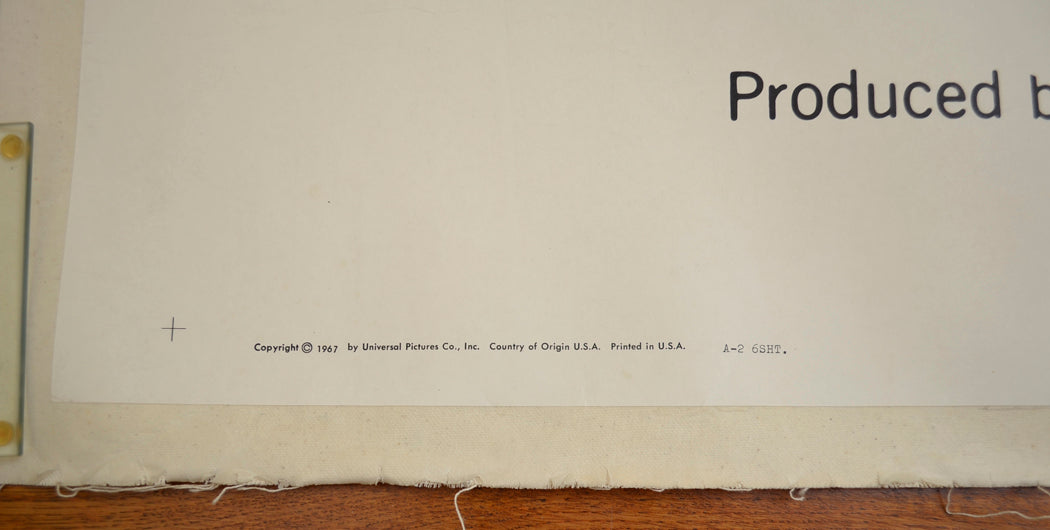 Produced b
Copyright © 1967 by Universal Pictures Co., Inc. Country of Origin U.S.A. Printed in U.S.A. A-2 6SHT.